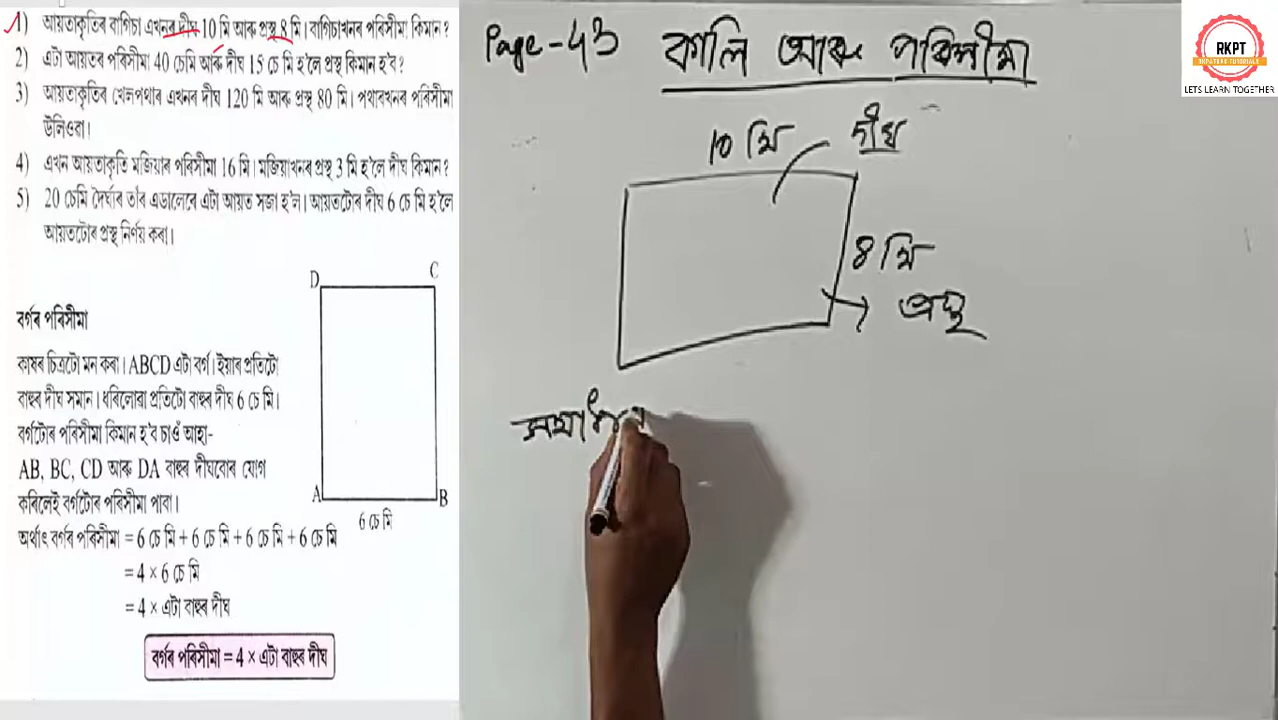 1) আয়তাকৃতিৰ বাগিচা এখনৰ দীঘ 10 মি আৰু প্ৰস্থ 8 মি। বাগিচাখনৰ পৰিসীমা কিমান?
2) এটা আয়তৰ পৰিসীমা 40 চেমি আৰু দীঘ 15 চে মি হ'লে প্ৰস্থ কিমান হ'ব?
3) আয়তাকৃতিৰ খেলপথাৰ এখনৰ দীঘ 120 মি আৰু প্ৰস্থ 80 মি। পথাৰখনৰ পৰিসীমা
উলিওৱা।
4) এখন আয়তাকৃতি মজিয়াৰ পৰিসীমা 16 মি। মজিয়াখনৰ প্ৰস্থ 3 মি হ'লে দীঘ কিমান?
5) 20 চেমি দৈৰ্ঘ্যৰ তাঁৰ এডালেৰে এটা আয়ত সজা হ'ল। আয়তটোৰ দীঘ 6 চে মি হ'লে
আয়তটোৰ প্ৰস্থ নিৰ্ণয় কৰা।
D C
বৰ্গৰ পৰিসীমা
কাষৰ চিত্ৰটো মন কৰা। ABCD এটা বৰ্গ। ইয়াৰ প্ৰতিটো
বাহুৰ দীঘ সমান। ধৰিলোৱা প্ৰতিটো বাহুৰ দীঘ 6 চে মি।
বৰ্গটোৰ পৰিসীমা কিমান হ'ব চাওঁ আহা-
AB, BC, CD আৰু DA বাহুৰ দীঘবোৰ যোগ
কৰিলেই বৰ্গটোৰ পৰিসীমা পাবা।
A B
6 চে মি
অৰ্থাৎ বৰ্গৰ পৰিসীমা = 6 চে মি + 6 চে মি + 6 চে মি + 6 চে মি
= 4 × 6 চে মি
= 4 × এটা বাহুৰ দীঘ
বৰ্গৰ পৰিসীমা = 4 × এটা বাহুৰ দীঘ
Page-43 কালি আৰু পৰিসীমা
10 মি দীঘ
8 মি
প্ৰস্থ
RKPT
RKPATHAK TUTORIALS
LETS LEARN TOGETHER